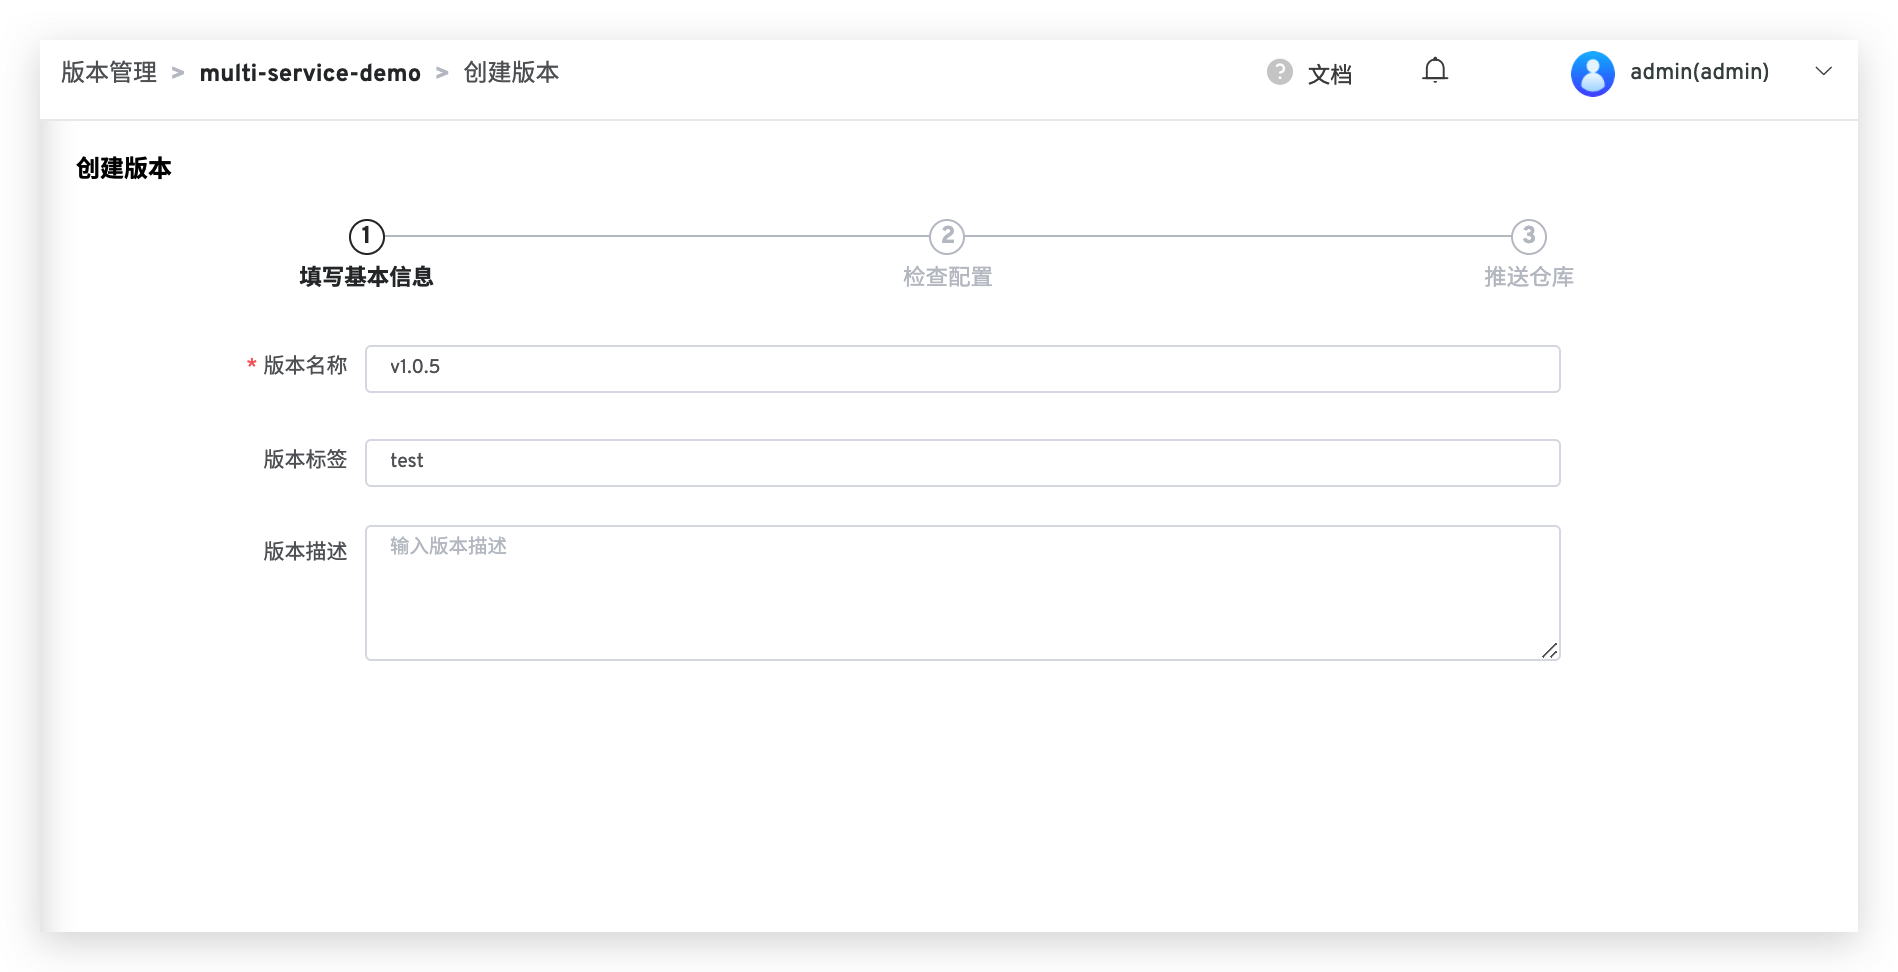 版本管理 > multi-service-demo > 创建版本 ? 文档 admin(admin)
创建版本
1 2 3
填写基本信息 检查配置 推送仓库
* 版本名称 v1.0.5
版本标签 test
版本描述 输入版本描述